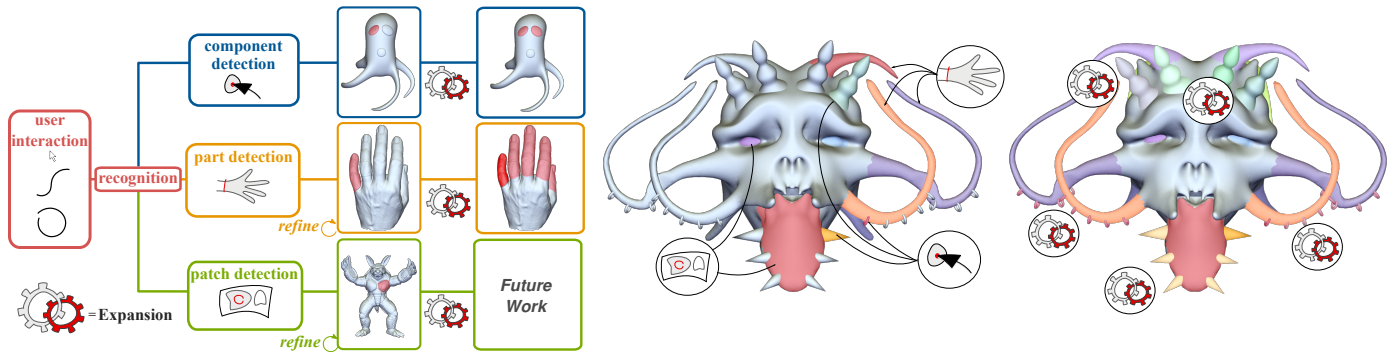 component
detection
user
interaction
recognition
part detection
refine
patch detection
Future
Work
=Expansion
refine